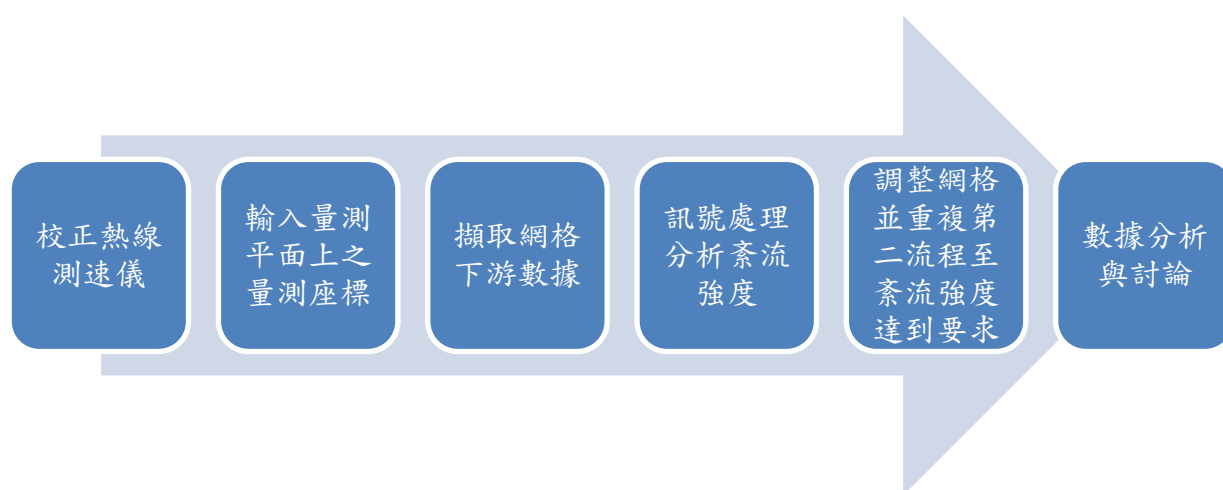 校正熱線
測速儀
輸入量測
平面上之
量測座標
擷取網格
下游數據
訊號處理
分析紊流
強度
調整網格
並重複第
二流程至
紊流強度
達到要求
數據分析
與討論